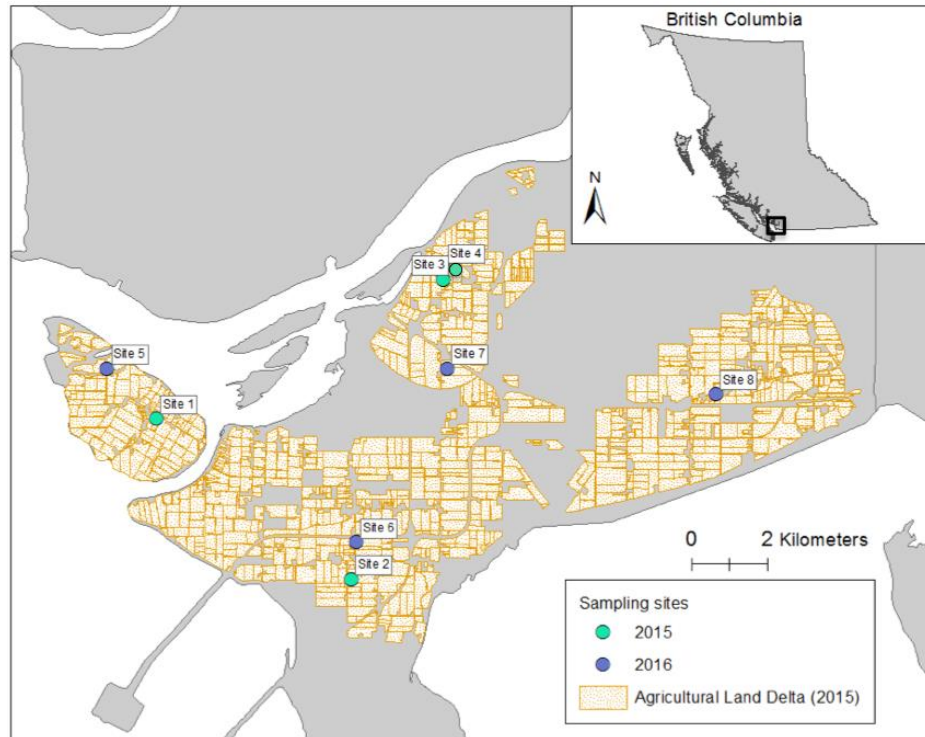 British Columbia
N
Site 4
Site 3
Site 5
Site 7
Site 8
Site 1
Site 6
Site 2
0 2 Kilometers
Sampling sites
2015
2016
Agricultural Land Delta (2015)